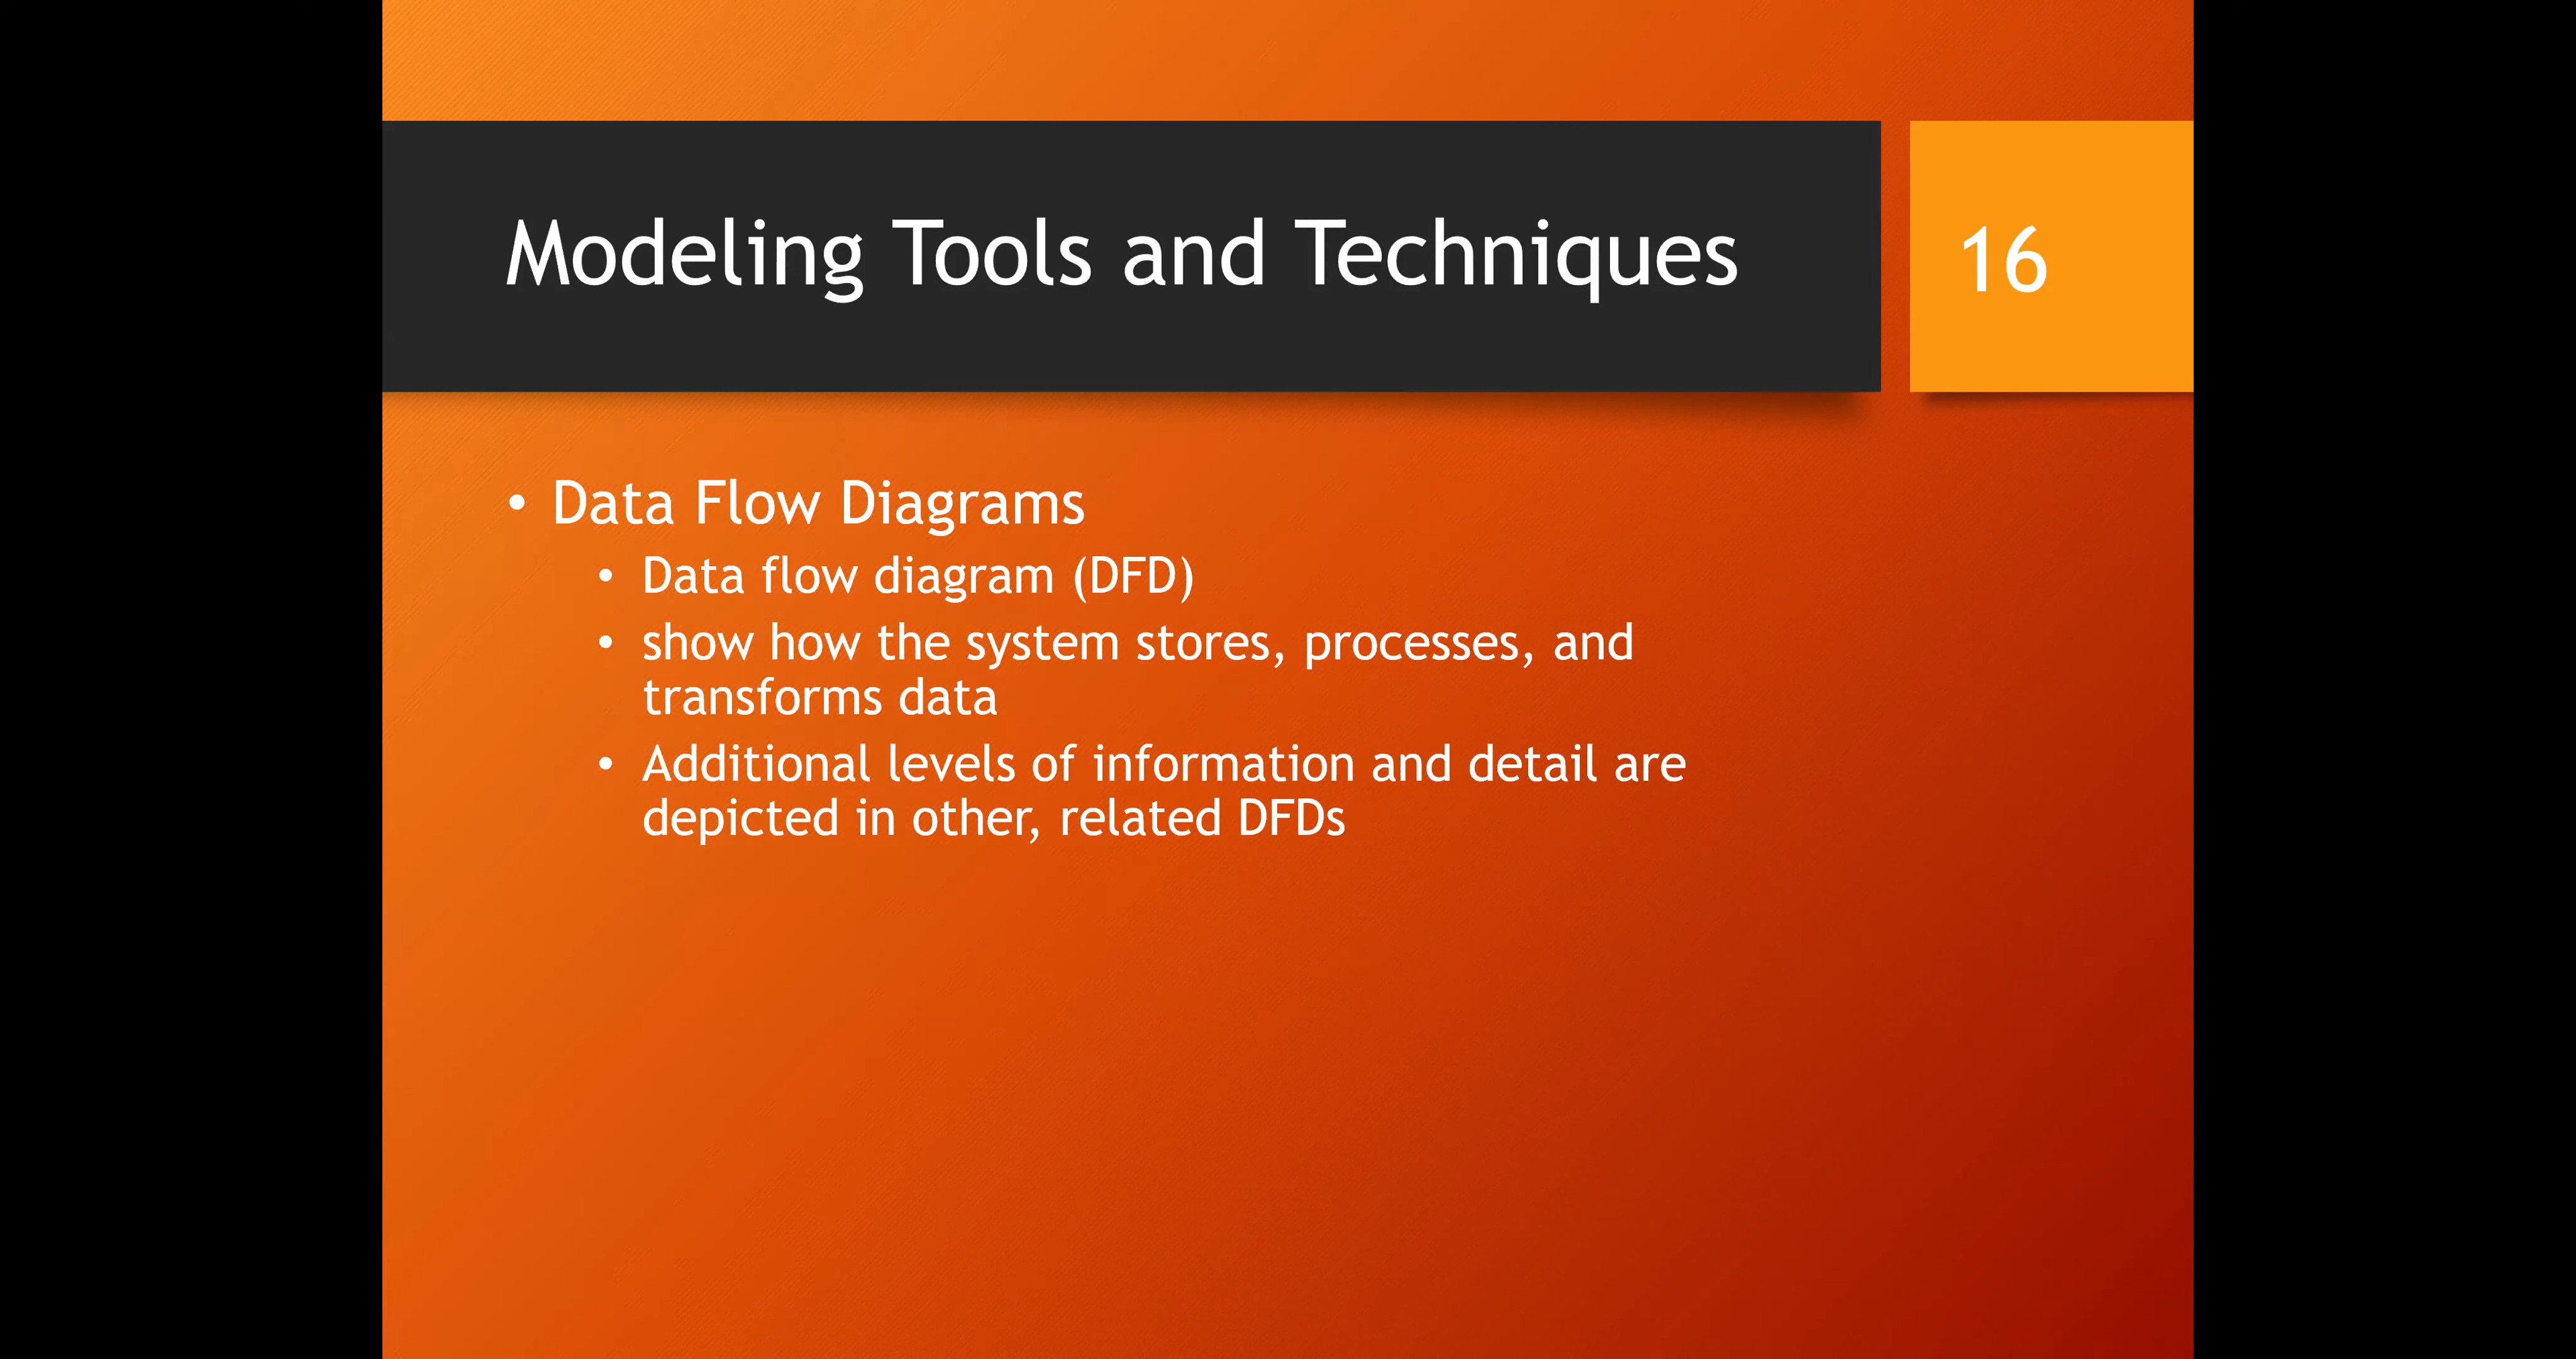 Modeling Tools and Techniques
16
• Data Flow Diagrams
• Data flow diagram (DFD)
• show how the system stores, processes, and
transforms data
• Additional levels of information and detail are
depicted in other, related DFDs